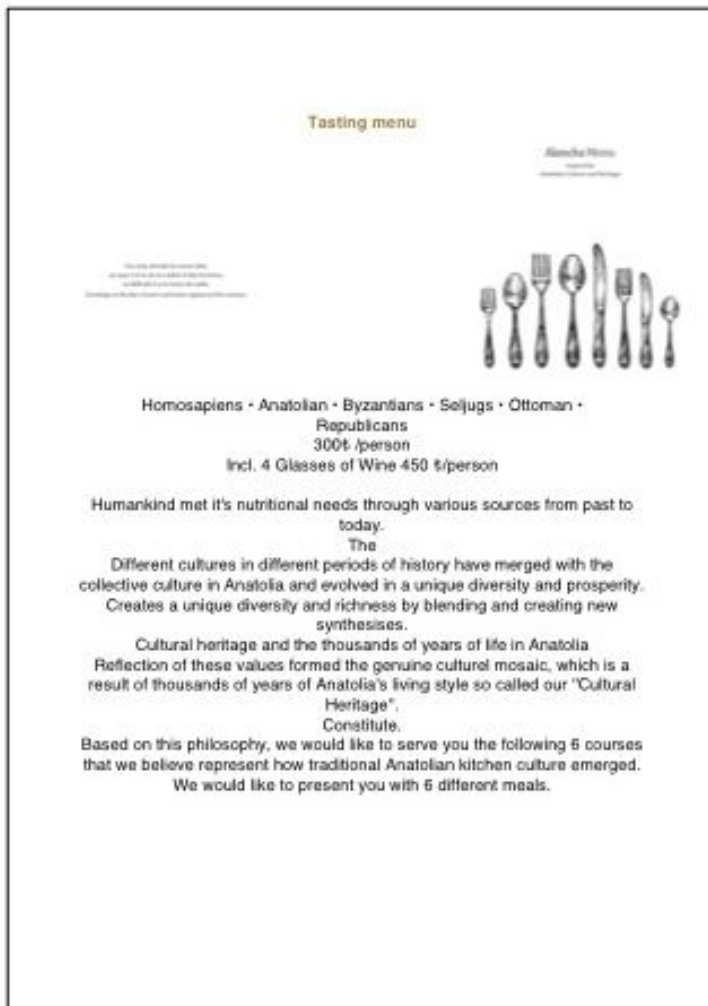 Tasting menu
Alancha Menu
Homosapiens • Anatolian • Byzantians • Seljugs • Ottoman •
Republicans
300₺ /person
Incl. 4 Glasses of Wine 450 ₺/person
Humankind met it's nutritional needs through various sources from past to
today.
The
Different cultures in different periods of history have merged with the
collective culture in Anatolia and evolved in a unique diversity and prosperity.
Creates a unique diversity and richness by blending and creating new
synthesises.
Cultural heritage and the thousands of years of life in Anatolia
Reflection of these values formed the genuine culturel mosaic, which is a
result of thousands of years of Anatolia's living style so called our "Cultural
Heritage".
Constitute.
Based on this philosophy, we would like to serve you the following 6 courses
that we believe represent how traditional Anatolian kitchen culture emerged.
We would like to present you with 6 different meals.